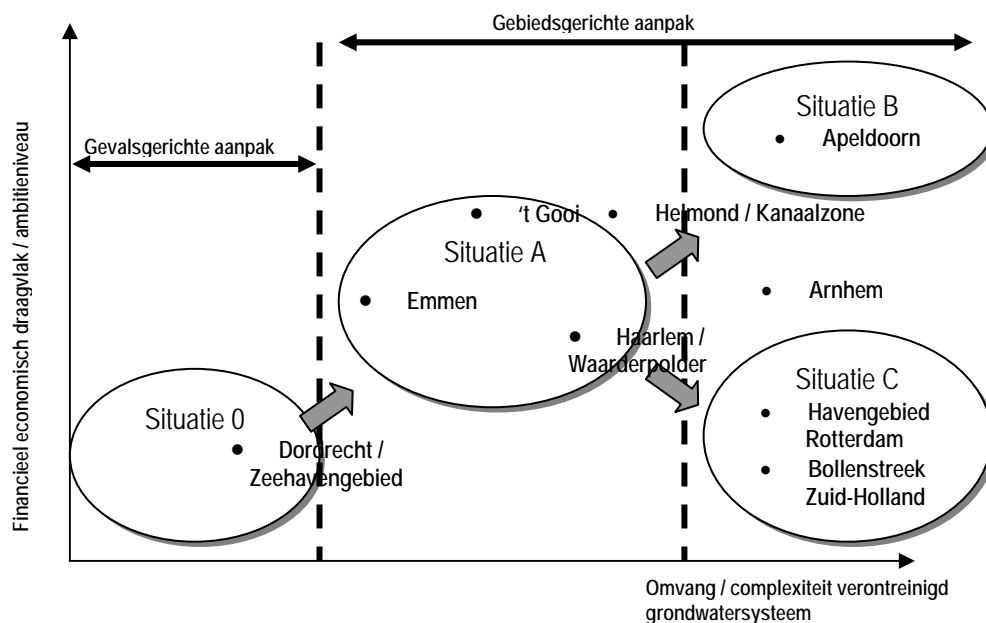 Gebiedsgerichte aanpak
Situatie B
Apeldoorn
Gevalsgerichte aanpak
't Gooi
Helmond / Kanaalzone
Situatie A
Emmen
Arnhem
Haarlem /
Waarderpolder
Situatie C
Havengebied
Rotterdam
Bollenstreek
Zuid-Holland
Situatie 0
Dordrecht /
Zeehavengebied
Financieel economisch draagvlak / ambitieniveau
Omvang / complexiteit verontreinigd
grondwatersysteem